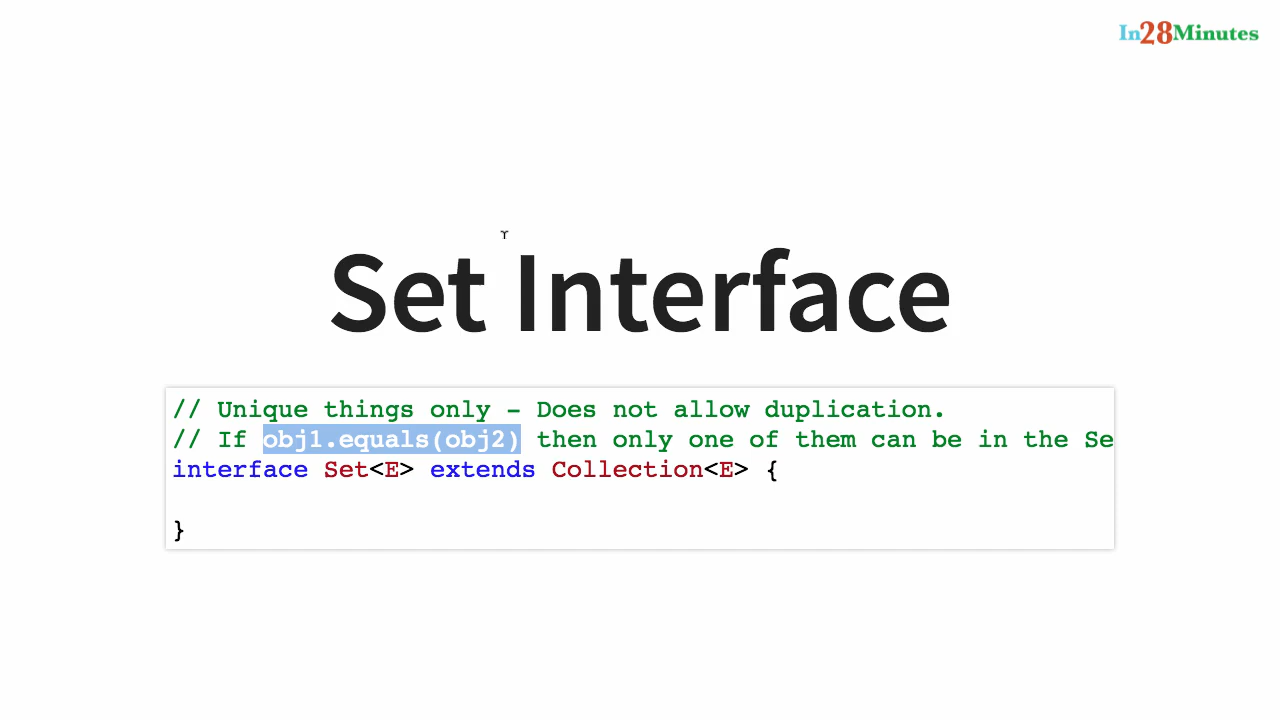 In28Minutes
Set Interface
// Unique things only - Does not allow duplication.
// If obj1.equals(obj2) then only one of them can be in the Se
interface Set<E> extends Collection<E> {
}